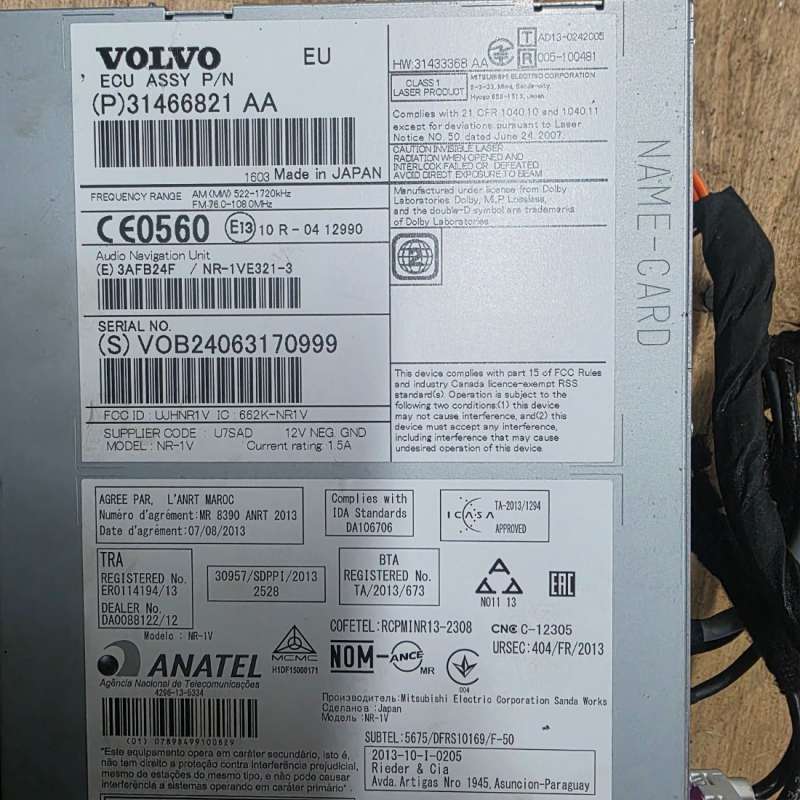 VOLVO
EU
ECU ASSY P/N
(P)31466821 AA
1603 Made in JAPAN
HW:31433368 AA
T AD13-0242005
R 005-100481
CLASS 1
LASER PRODUCT
MITSUBISHI ELECTRIC CORPORATION
Complies with 21 CFR 1040.10 and 1040.11
except for deviations pursuant to Laser
Notice NO. 50, dated June 24, 2007.
CAUTION INVISIBLE LASER
RADIATION WHEN OPENED AND
INTERLOCK FAILED OR DEFEATED
AVOID DIRECT EXPOSURE TO BEAM
FREQUENCY RANGE
AM(MW) 522-1720kHz
FM 76.0-108.0MHz
Manufactured under license from Dolby
Laboratories. Dolby, MLP Lossless,
and the double-D symbol are trademarks
of Dolby Laboratories
CE0560 E13 10 R - 04 12990
Audio Navigation Unit
(E) 3AFB24F / NR-1VE321-3
2
SERIAL NO.
(S) VOB24063170999
FCC ID : UJHNR1V IC : 662K-NR1V
SUPPLIER CODE : U7SAD 12V NEG. GND
MODEL : NR-1V Current rating 1.5A
This device complies with part 15 of FCC Rules
and industry Canada licence-exempt RSS
standard(s). Operation is subject to the
following two conditions:(1) this device
may not cause interference, and(2) this
device must accept any interference,
including interference that may cause
undesired operation of this device.
NAME-CARD
AGREE PAR, L'ANRT MAROC
Numéro d'agrément:MR 8390 ANRT 2013
Date d'agrément:07/08/2013
Complies with
IDA Standards
DA106706
ICASA
TA-2013/1294
APPROVED
TRA
REGISTERED No.
ER0114194/13
DEALER No.
DA0088122/12
30957/SDPPI/2013
2528
BTA
REGISTERED No.
TA/2013/673
N011 13
EAC
Modelo : NR-1V
ANATEL
Agência Nacional de Telecomunicações
4296-13-5334
MCMC
HIDF15000171
COFETEL:RCPMINR13-2308
NOM-ANCE
MR
CNC C-12305
URSEC:404/FR/2013
004
Производитель:Mitsubishi Electric Corporation Sanda Works
Сделанов :Japan
Модель :NR-1V
(01) 07898499100629
SUBTEL: 5675/DFRS10169/F-50
"Este equipamento opera em caráter secundário, isto é,
não tem direito a proteção contra interferência prejudicial,
mesmo de estações do mesmo tipo, e não pode causar
interferência a sistemas operando em caráter primário".
2013-10-I-0205
Rieder & Cia
Avda. Artigas Nro 1945, Asuncion-Paraguay